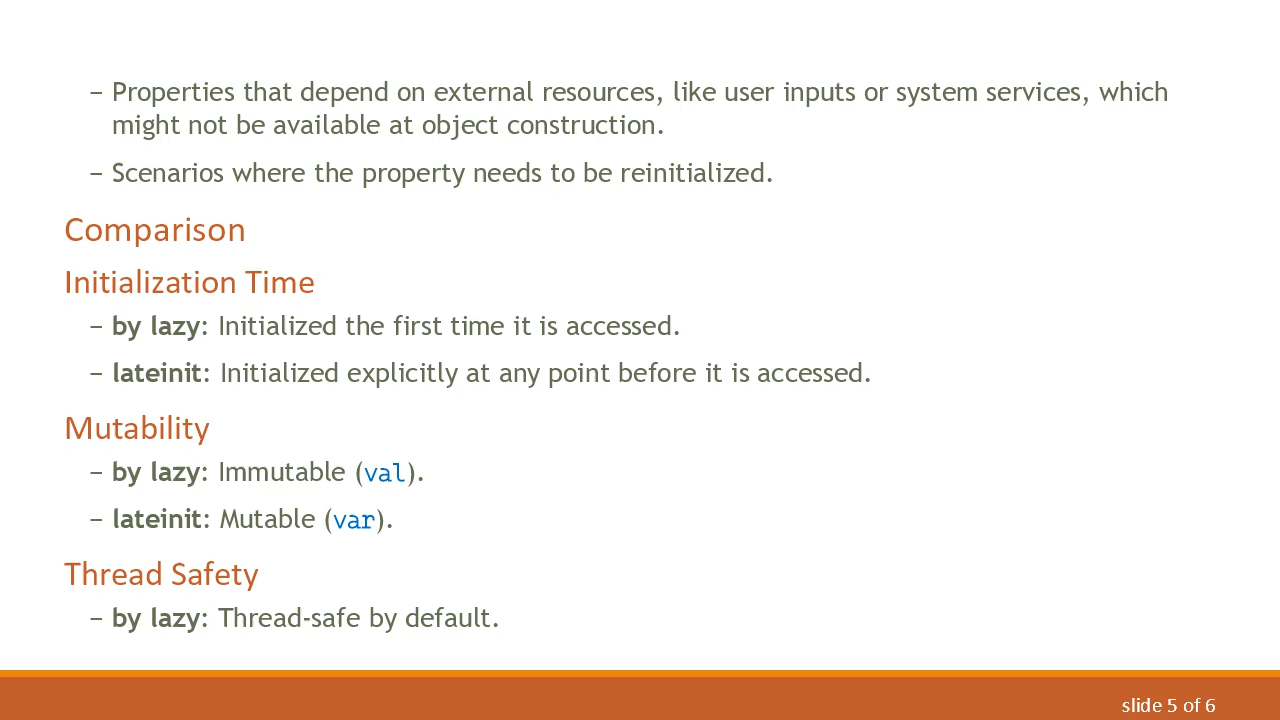 – Properties that depend on external resources, like user inputs or system services, which
might not be available at object construction.
– Scenarios where the property needs to be reinitialized.
Comparison
Initialization Time
– by lazy: Initialized the first time it is accessed.
– lateinit: Initialized explicitly at any point before it is accessed.
Mutability
– by lazy: Immutable (val).
– lateinit: Mutable (var).
Thread Safety
– by lazy: Thread-safe by default.
slide 5 of 6